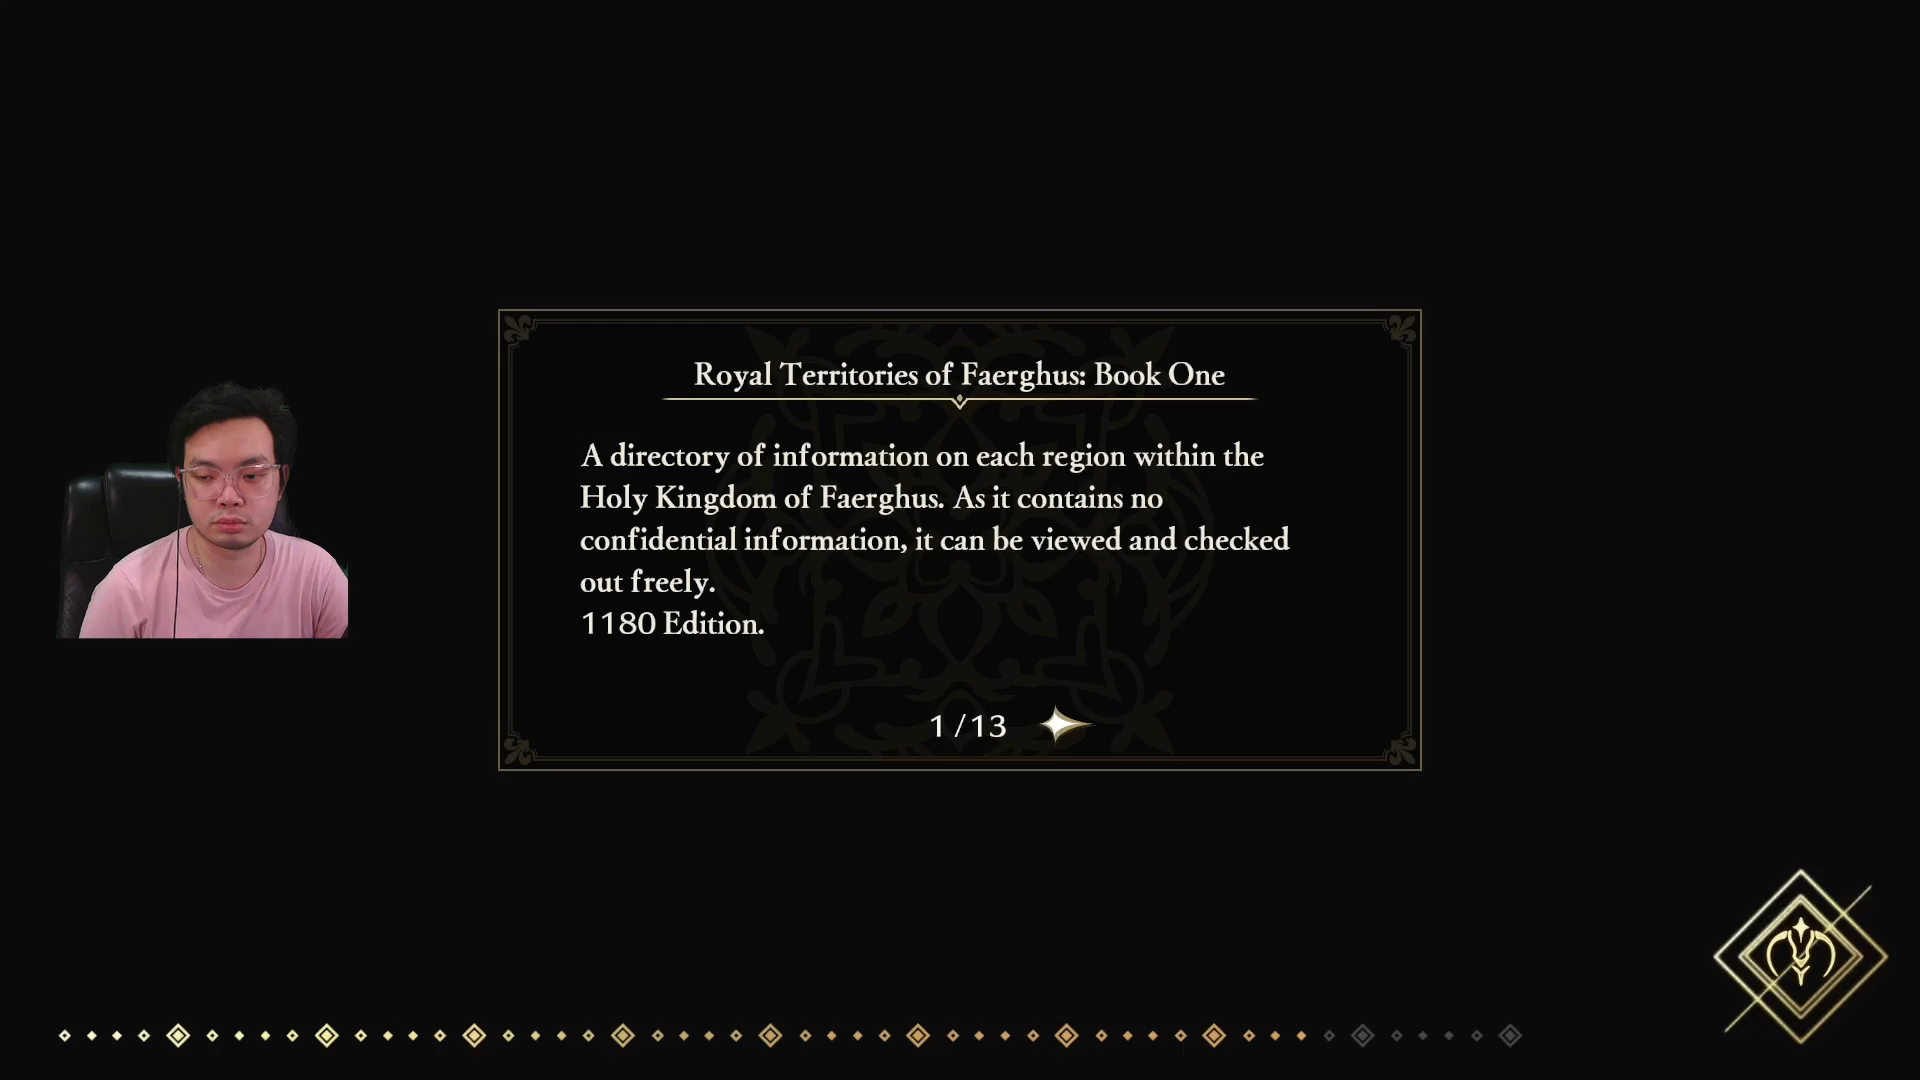 Royal Territories of Faerghus: Book One
A directory of information on each region within the
Holy Kingdom of Faerghus. As it contains no
confidential information, it can be viewed and checked
out freely.
1180 Edition.
1/13